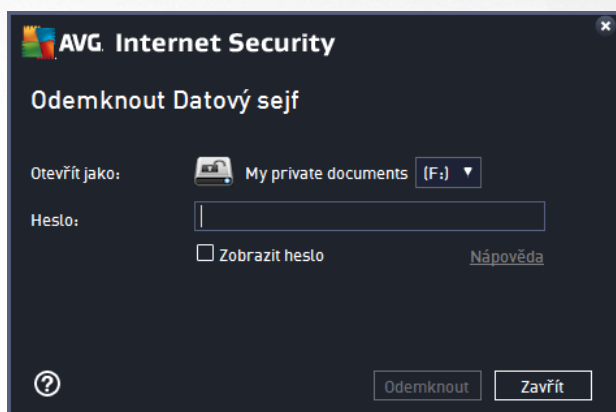 AVG Internet Security
Odemknout Datový sejf
Otevřít jako: My private documents (F:)
Heslo:
Zobrazit heslo Nápověda
Odemknout Zavřít